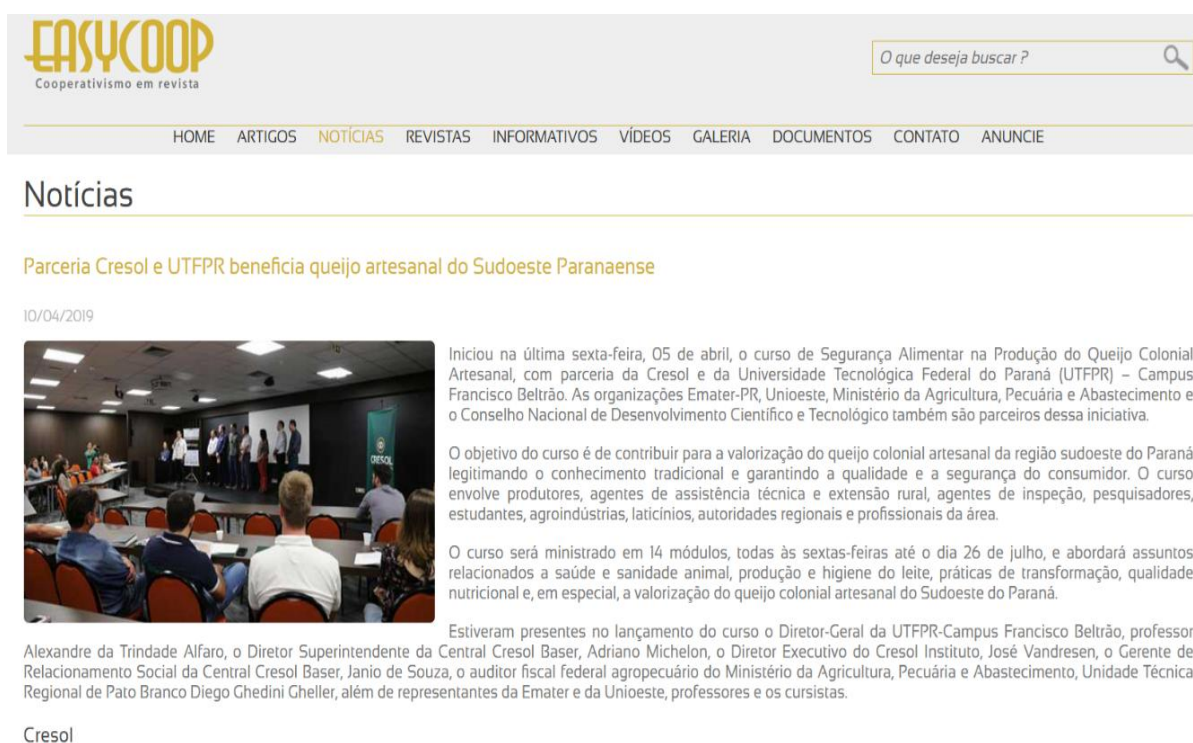 EASYCOOP
Cooperativismo em revista
O que deseja buscar ?
HOME ARTIGOS NOTÍCIAS REVISTAS INFORMATIVOS VÍDEOS GALERIA DOCUMENTOS CONTATO ANUNCIE
Notícias
Parceria Cresol e UTFPR beneficia queijo artesanal do Sudoeste Paranaense
10/04/2019
CRESOL
Iniciou na última sexta-feira, 05 de abril, o curso de Segurança Alimentar na Produção do Queijo Colonial
Artesanal, com parceria da Cresol e da Universidade Tecnológica Federal do Paraná (UTFPR) – Campus
Francisco Beltrão. As organizações Emater-PR, Unioeste, Ministério da Agricultura, Pecuária e Abastecimento e
o Conselho Nacional de Desenvolvimento Científico e Tecnológico também são parceiros dessa iniciativa.
O objetivo do curso é de contribuir para a valorização do queijo colonial artesanal da região sudoeste do Paraná
legitimando o conhecimento tradicional e garantindo a qualidade e a segurança do consumidor. O curso
envolve produtores, agentes de assistência técnica e extensão rural, agentes de inspeção, pesquisadores,
estudantes, agroindústrias, laticínios, autoridades regionais e profissionais da área.
O curso será ministrado em 14 módulos, todas às sextas-feiras até o dia 26 de julho, e abordará assuntos
relacionados a saúde e sanidade animal, produção e higiene do leite, práticas de transformação, qualidade
nutricional e, em especial, a valorização do queijo colonial artesanal do Sudoeste do Paraná.
Estiveram presentes no lançamento do curso o Diretor-Geral da UTFPR-Campus Francisco Beltrão, professor
Alexandre da Trindade Alfaro, o Diretor Superintendente da Central Cresol Baser, Adriano Michelon, o Diretor Executivo do Cresol Instituto, José Vandresen, o Gerente de
Relacionamento Social da Central Cresol Baser, Janio de Souza, o auditor fiscal federal agropecuário do Ministério da Agricultura, Pecuária e Abastecimento, Unidade Técnica
Regional de Pato Branco Diego Ghedini Gheller, além de representantes da Emater e da Unioeste, professores e os cursistas.
Cresol